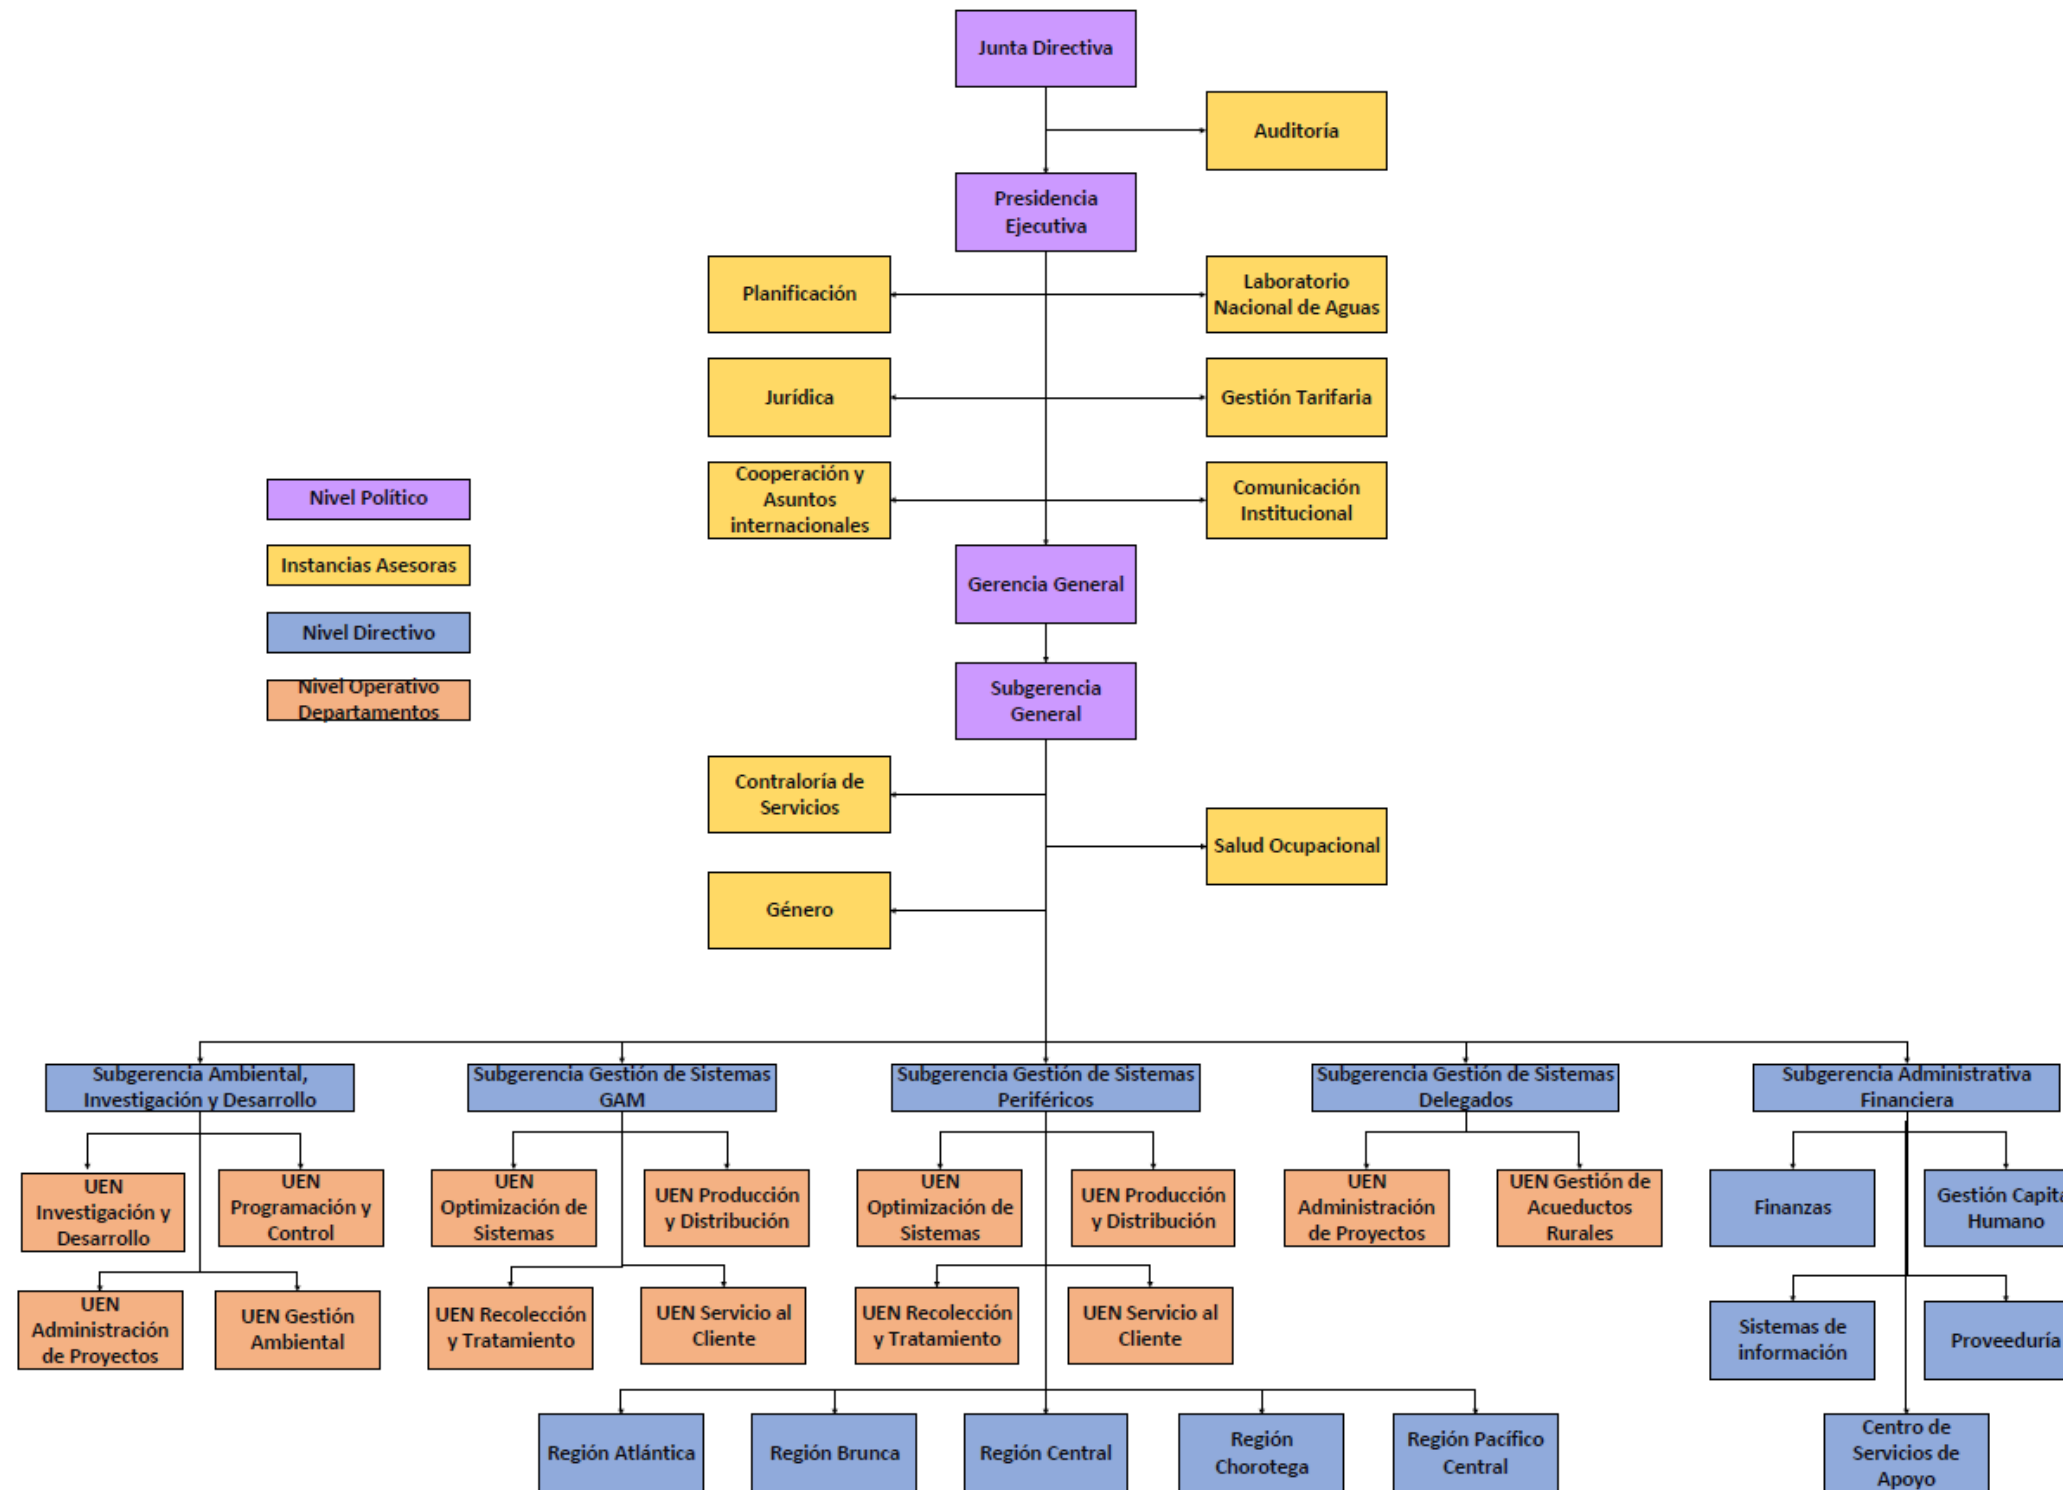 Junta Directiva
Auditoría
Presidencia
Ejecutiva
Planificación
Laboratorio
Nacional de Aguas
Jurídica
Gestión Tarifaria
Cooperación y
Asuntos
internacionales
Comunicación
Institucional
Nivel Político
Instancias Asesoras
Nivel Directivo
Nivel Operativo
Departamentos
Gerencia General
Subgerencia
General
Contraloría de
Servicios
Salud Ocupacional
Género
Subgerencia Ambiental,
Investigación y Desarrollo
Subgerencia Gestión de Sistemas
GAM
Subgerencia Gestión de Sistemas
Periféricos
Subgerencia Gestión de Sistemas
Delegados
Subgerencia Administrativa
Financiera
UEN
Investigación y
Desarrollo
UEN
Programación y
Control
UEN
Optimización de
Sistemas
UEN Producción
y Distribución
UEN
Optimización de
Sistemas
UEN Producción
y Distribución
UEN
Administración
de Proyectos
UEN Gestión de
Acueductos
Rurales
Finanzas
Gestión Capita
Humano
UEN
Administración
de Proyectos
UEN Gestión
Ambiental
UEN Recolección
y Tratamiento
UEN Servicio al
Cliente
UEN Recolección
y Tratamiento
UEN Servicio al
Cliente
Sistemas de
información
Proveeduría
Región Atlántica
Región Brunca
Región Central
Región
Chorotega
Región Pacífico
Central
Centro de
Servicios de
Apoyo